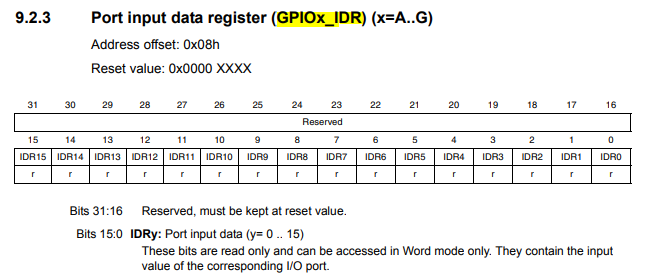 9.2.3 Port input data register (GPIOx_IDR) (x=A..G)
Address offset: 0x08h
Reset value: 0x0000 XXXX
31 30 29 28 27 26 25 24 23 22 21 20 19 18 17 16
Reserved
15 14 13 12 11 10 9 8 7 6 5 4 3 2 1 0
IDR15 IDR14 IDR13 IDR12 IDR11 IDR10 IDR9 IDR8 IDR7 IDR6 IDR5 IDR4 IDR3 IDR2 IDR1 IDR0
r r r r r r r r r r r r r r r r
Bits 31:16 Reserved, must be kept at reset value.
Bits 15:0 IDRy: Port input data (y= 0 .. 15)
These bits are read only and can be accessed in Word mode only. They contain the input
value of the corresponding I/O port.